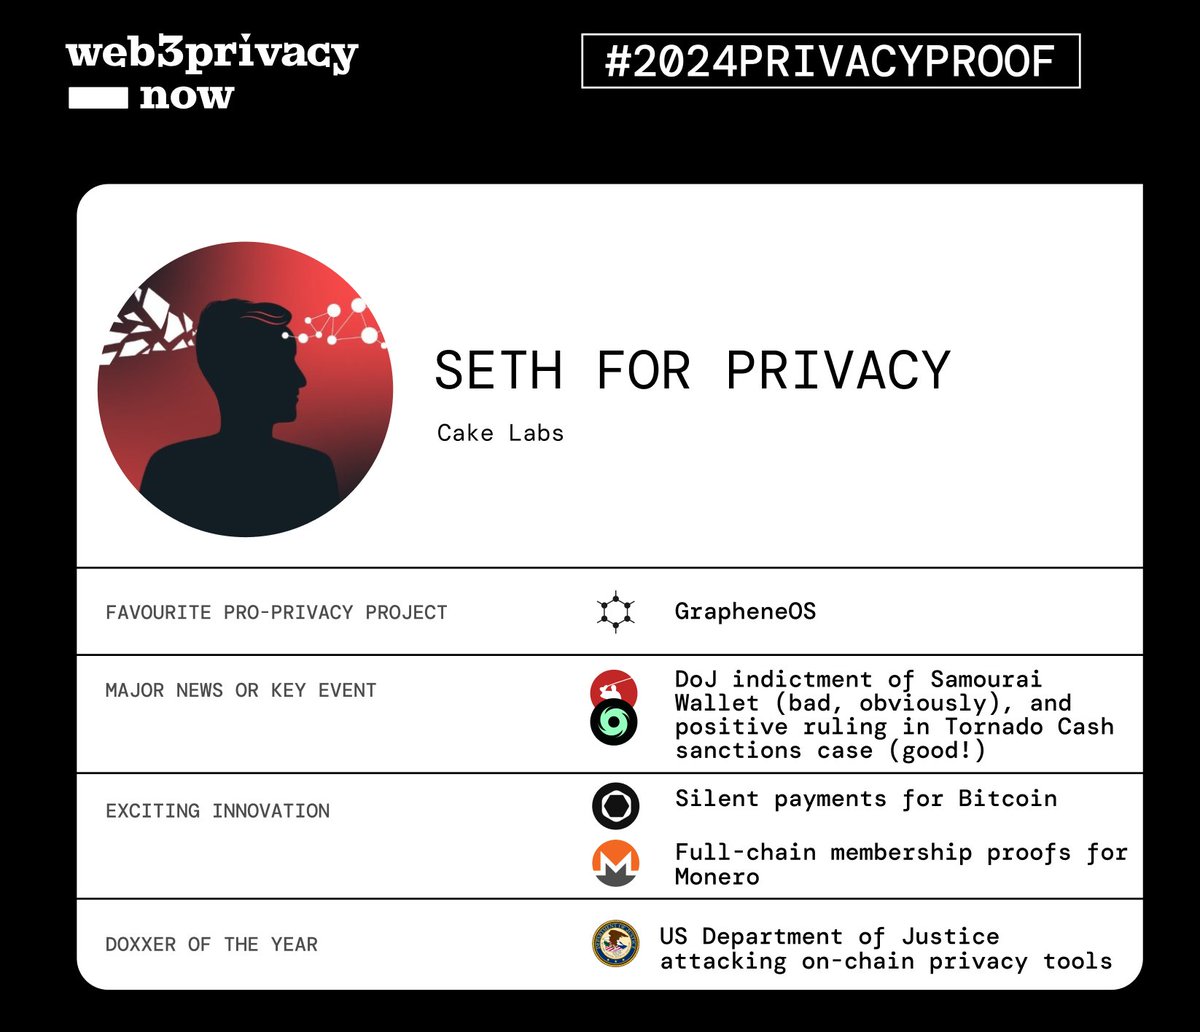 web3privacy
now
#2024PRIVACYPROOF
SETH FOR PRIVACY
Cake Labs
FAVOURITE PRO-PRIVACY PROJECT
GrapheneOS
MAJOR NEWS OR KEY EVENT
DoJ indictment of Samourai
Wallet (bad, obviously), and
positive ruling in Tornado Cash
sanctions case (good!)
EXCITING INNOVATION
Silent payments for Bitcoin
Full-chain membership proofs for
Monero
DOXXER OF THE YEAR
US Department of Justice
attacking on-chain privacy tools